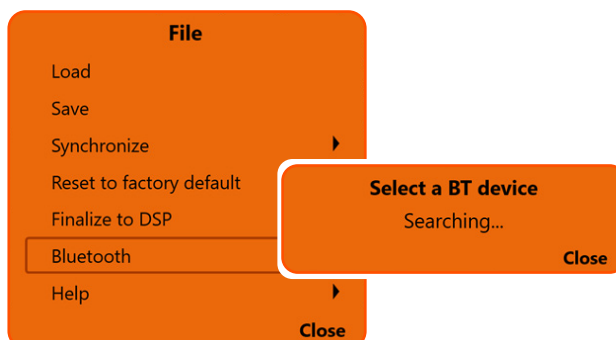 File
Load
Save
Synchronize
Reset to factory default
Finalize to DSP
Bluetooth
Help
Close
Select a BT device
Searching...
Close